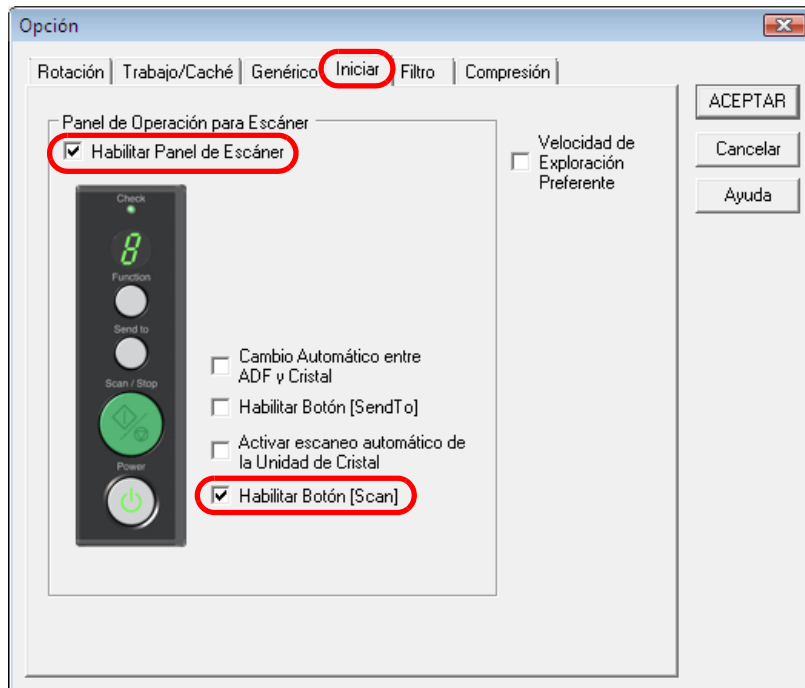 Opción
Rotación
Trabajo/Caché
Genérico
Iniciar
Filtro
Compresión
ACEPTAR
Cancelar
Ayuda
Panel de Operación para Escáner
Habilitar Panel de Escáner
Velocidad de
Exploración
Preferente
Check
8
Function
Send to
Scan / Stop
Power
Cambio Automático entre
ADF y Cristal
Habilitar Botón [SendTo]
Activar escaneo automático de
la Unidad de Cristal
Habilitar Botón [Scan]